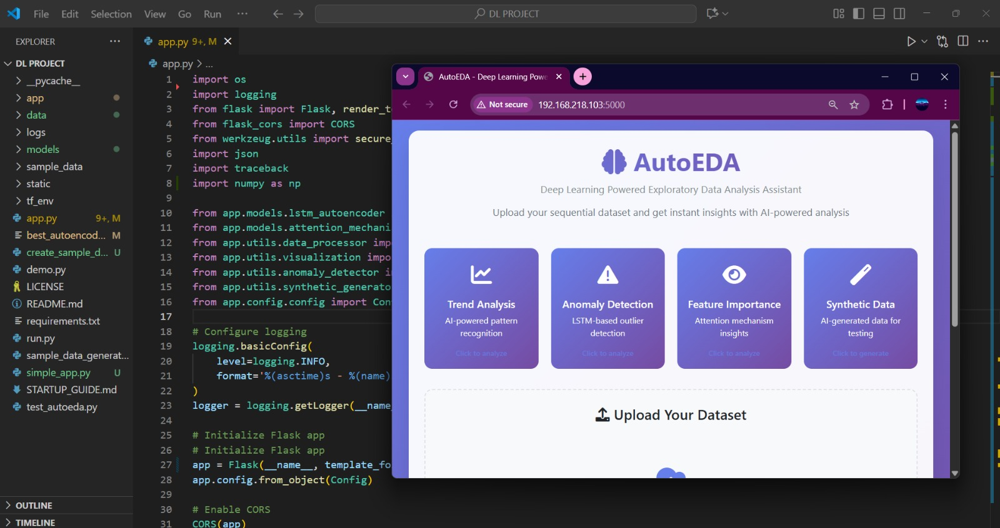 File Edit Selection View Go Run ···
DL PROJECT
EXPLORER ···
DL PROJECT
__pycache__
app
data
logs
models
sample_data
static
tf_env
app.py 9+, M
best_autoencod... M
create_sample_d... U
demo.py
LICENSE
README.md
requirements.txt
run.py
sample_data_generat...
simple_app.py U
STARTUP_GUIDE.md
test_autoeda.py
OUTLINE
TIMELINE
app.py 9+, M
app.py > ...
1 import os
2 import logging
3 from flask import Flask, render_t
4 from flask_cors import CORS
5 from werkzeug.utils import secure_
6 import json
7 import traceback
8 import numpy as np
9
10 from app.models.lstm_autoencoder
11 from app.models.attention_mechani
12 from app.utils.data_processor imp
13 from app.utils.visualization impo
14 from app.utils.anomaly_detector i
15 from app.utils.synthetic_generato
16 from app.config.config import Con
17
18 # Configure logging
19 logging.basicConfig(
20 level=logging.INFO,
21 format='%(asctime)s - %(name)
22 )
23 logger = logging.getLogger(__name_
24
25 # Initialize Flask app
26 # Initialize Flask app
27 app = Flask(__name__, template_fo
28 app.config.from_object(Config)
29
30 # Enable CORS
31 CORS(app)
AutoEDA - Deep Learning Powe
Not secure 192.168.218.103:5000
AutoEDA
Deep Learning Powered Exploratory Data Analysis Assistant
Upload your sequential dataset and get instant insights with AI-powered analysis
Trend Analysis
AI-powered pattern
recognition
Click to analyze
Anomaly Detection
LSTM-based outlier
detection
Click to analyze
Feature Importance
Attention mechanism
insights
Click to analyze
Synthetic Data
AI-generated data for
testing
Click to generate
Upload Your Dataset